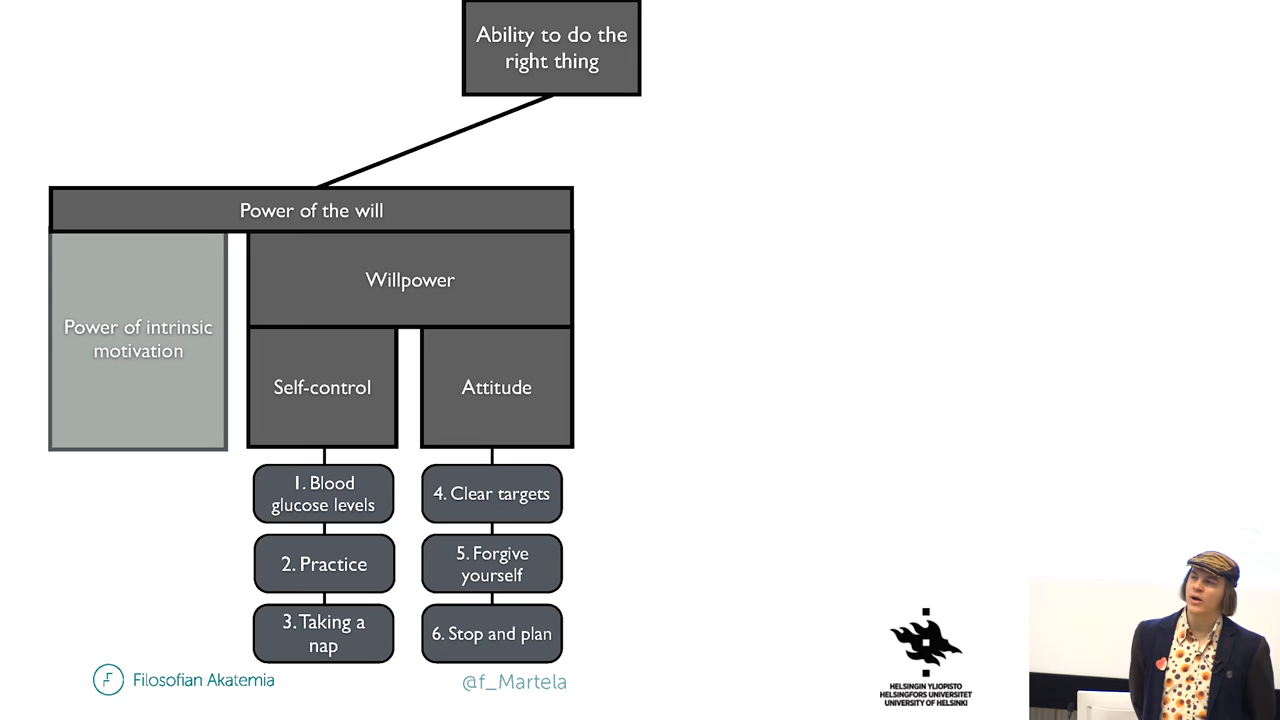 Ability to do the
right thing
Power of the will
Willpower
Power of intrinsic
motivation
Self-control
Attitude
1. Blood
glucose levels
2. Practice
3. Taking a
nap
4. Clear targets
5. Forgive
yourself
6. Stop and plan
Filosofian Akatemia
@f_Martela
HELSINGIN YLIOPISTO
HELSINGFORS UNIVERSITET
UNIVERSITY OF HELSINKI